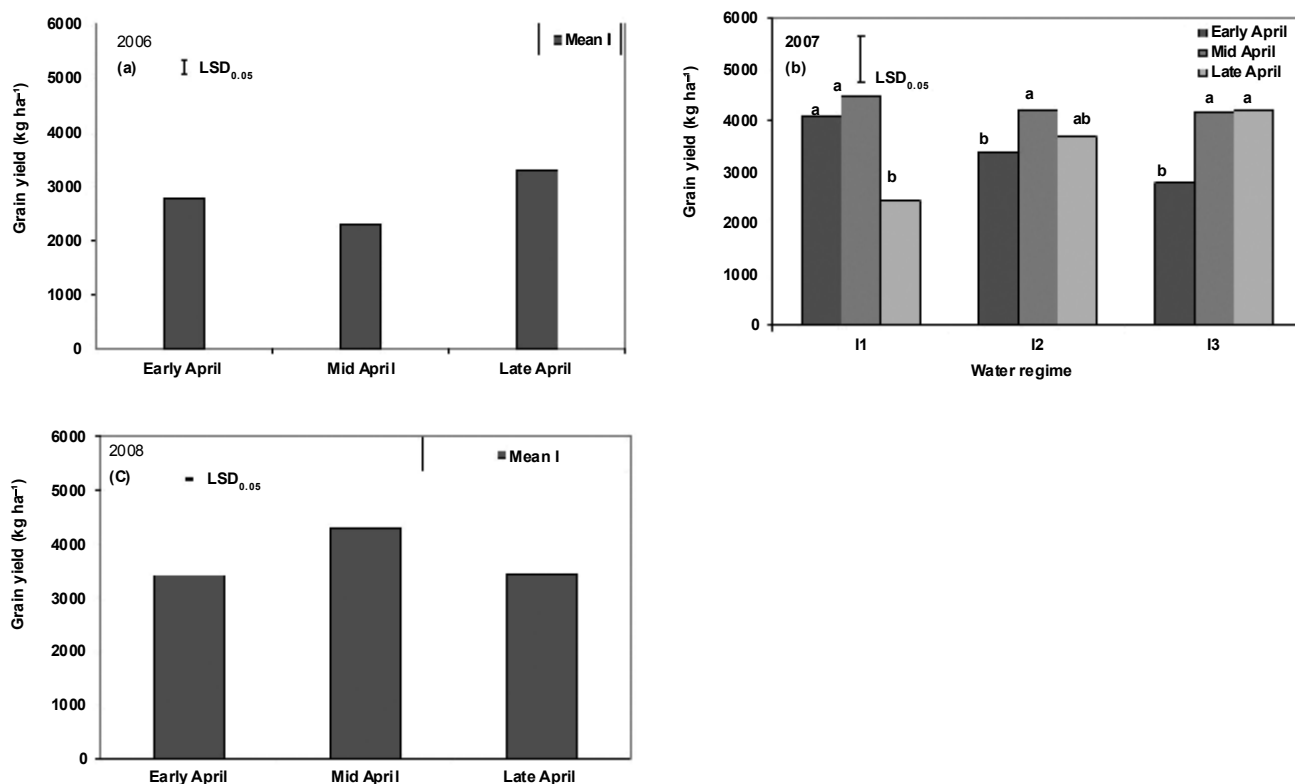 6000
5000
4000
3000
2000
1000
0
Grain yield (kg ha⁻¹)
2006
(a)
LSD0.05
Mean I
Early April Mid April Late April
6000
5000
4000
3000
2000
1000
0
Grain yield (kg ha⁻¹)
2007
(b)
LSD0.05
Early April
Mid April
Late April
a a b
b a ab
b a a
I1 I2 I3
Water regime
6000
5000
4000
3000
2000
1000
0
Grain yield (kg ha⁻¹)
2008
(C)
LSD0.05
Mean I
Early April Mid April Late April